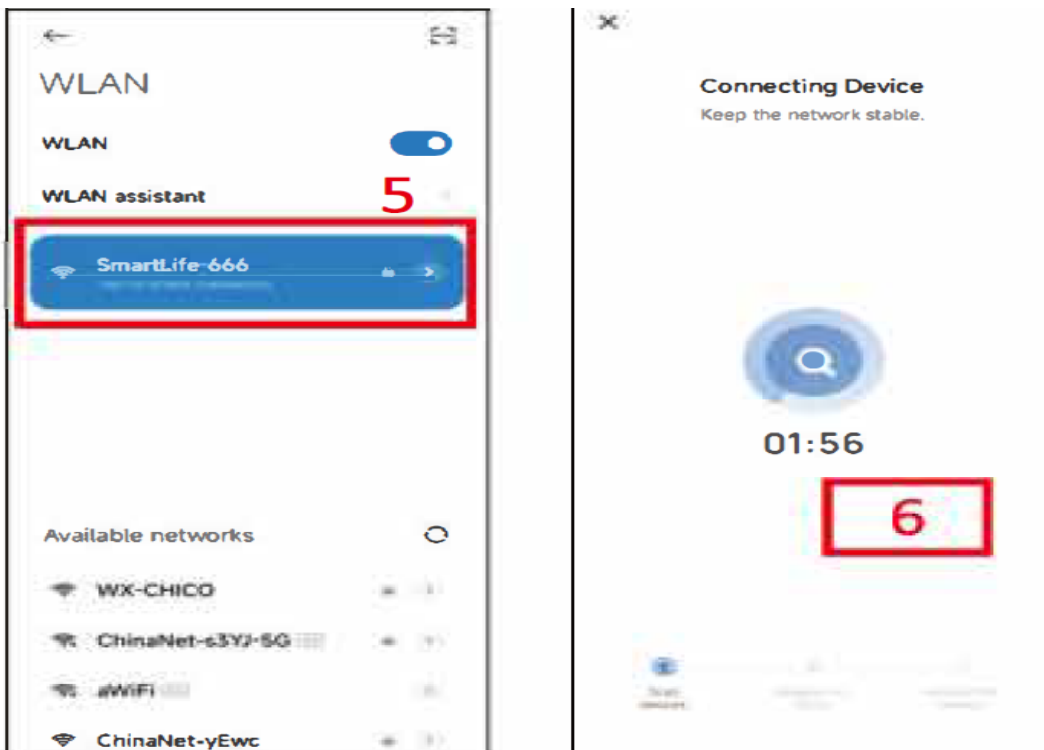 WLAN
WLAN
WLAN assistant
5
SmartLife-666
Available networks
WX-CHICO
ChinaNet-s3YJ-5G
aWiFi
ChinaNet-yEwc
Connecting Device
Keep the network stable.
01:56
6